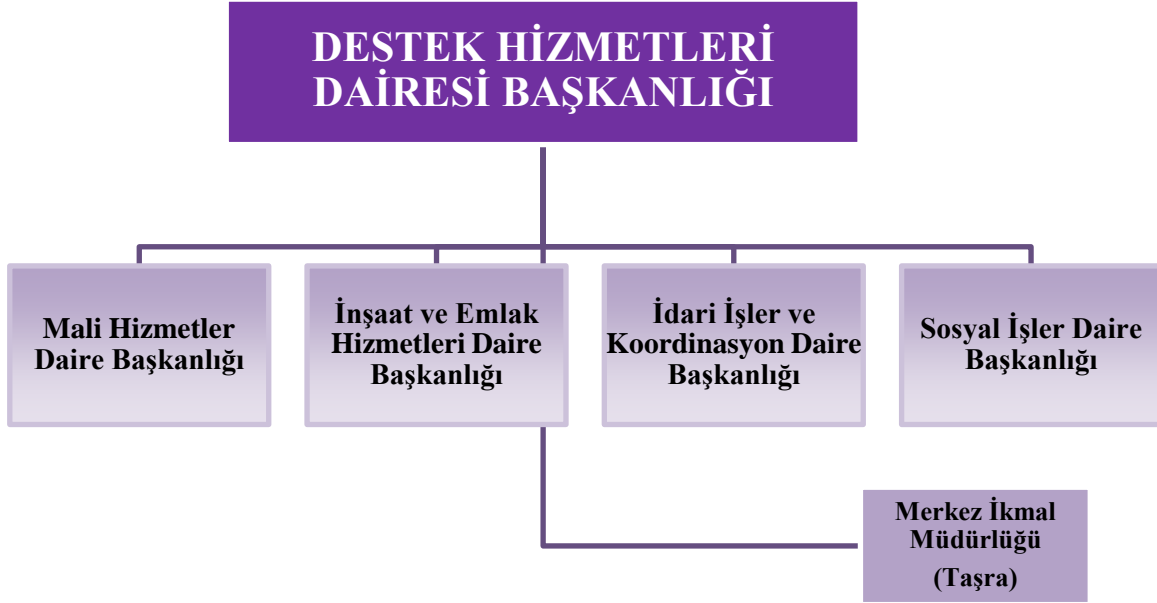 DESTEK HİZMETLERİ
DAİRESİ BAŞKANLIĞI
Mali Hizmetler
Daire Başkanlığı
İnşaat ve Emlak
Hizmetleri Daire
Başkanlığı
İdari İşler ve
Koordinasyon Daire
Başkanlığı
Sosyal İşler Daire
Başkanlığı
Merkez İkmal
Müdürlüğü
(Taşra)